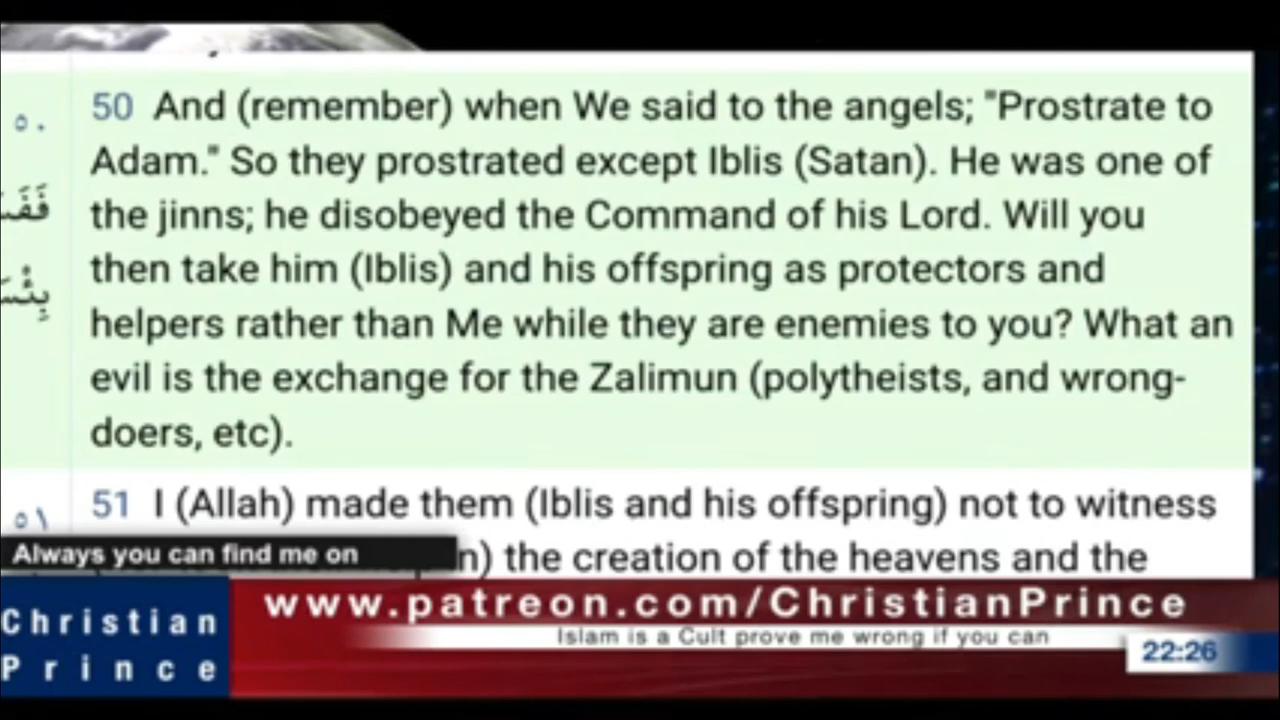 50 And (remember) when We said to the angels; "Prostrate to
Adam." So they prostrated except Iblis (Satan). He was one of
the jinns; he disobeyed the Command of his Lord. Will you
then take him (Iblis) and his offspring as protectors and
helpers rather than Me while they are enemies to you? What an
evil is the exchange for the Zalimun (polytheists, and wrong-
doers, etc).
٥٠
51 I (Allah) made them (Iblis and his offspring) not to witness
٥١
the creation of the heavens and the
Always you can find me on
Christian
Prince
www.patreon.com/ChristianPrince
Islam is a Cult prove me wrong if you can
22:26